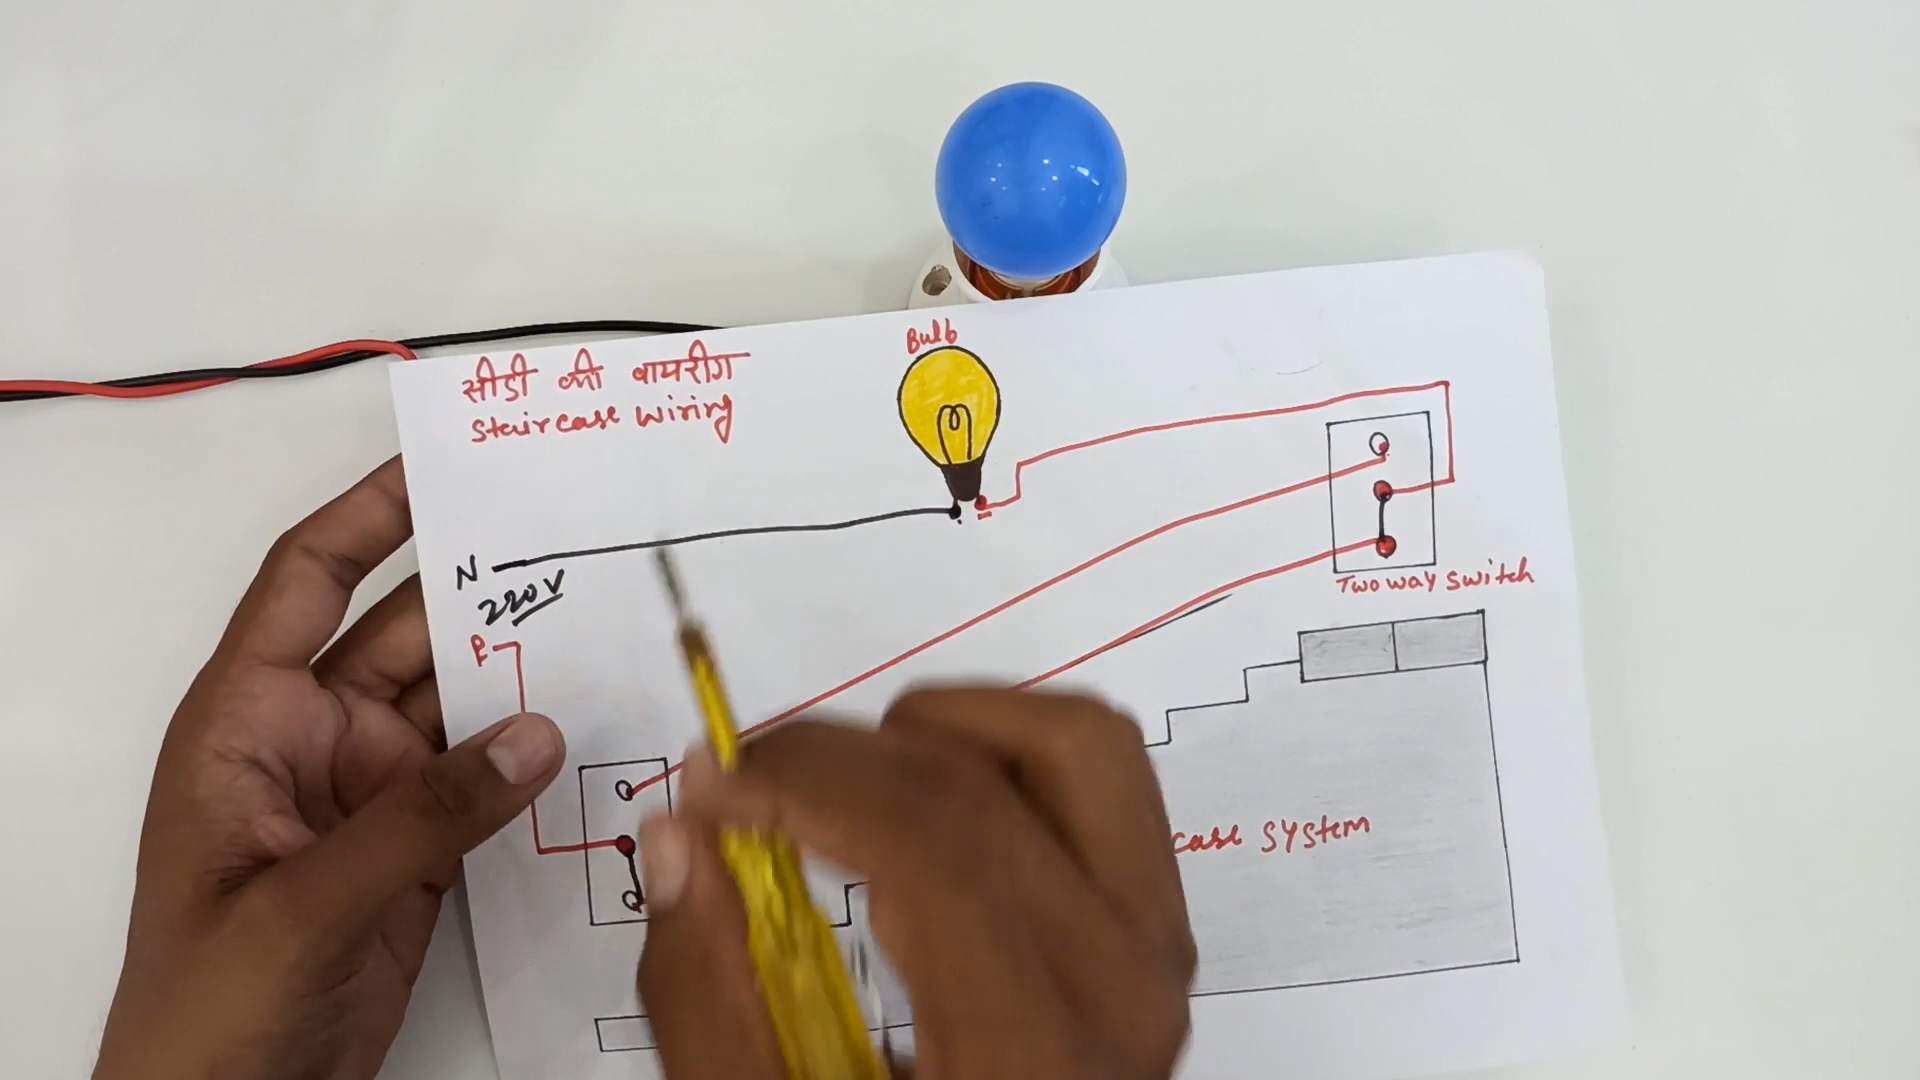 सीडी की वायरींग
Staircase wiring
Bulb
N
220V
P
Two way switch
case system